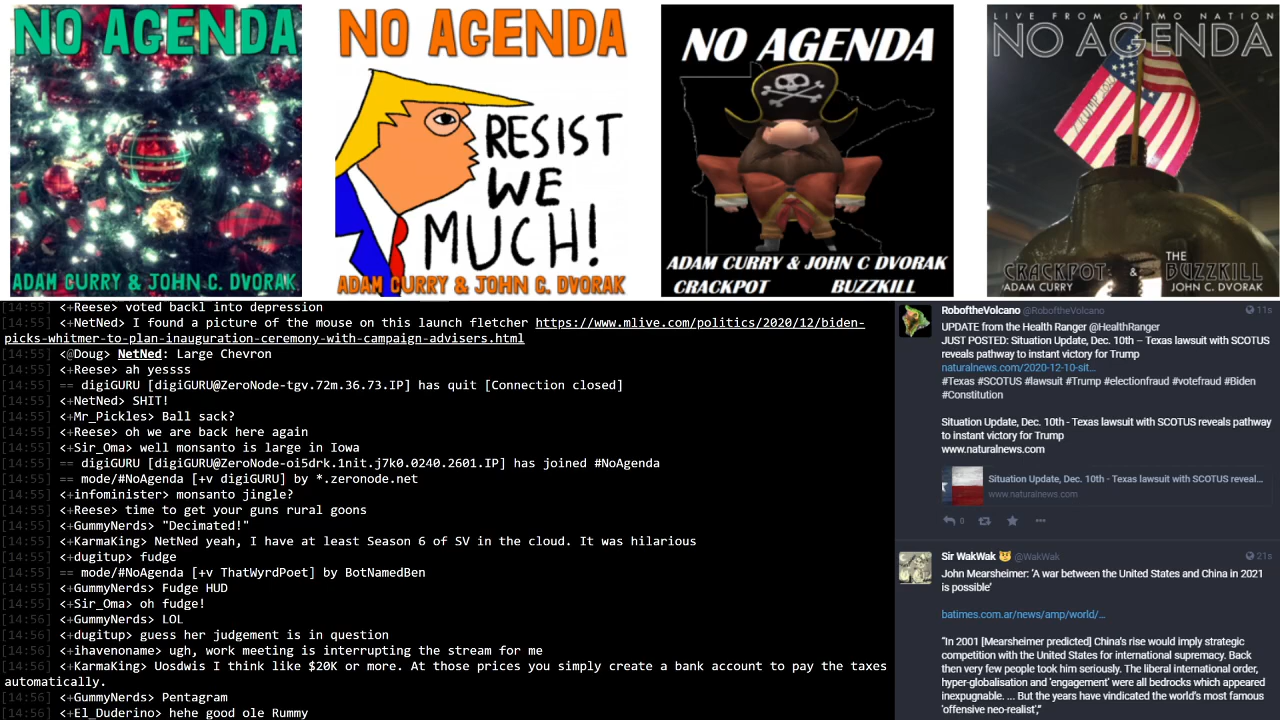 NO AGENDA
ADAM CURRY & JOHN C. DVORAK
NO AGENDA
RESIST
WE
MUCH!
ADAM CURRY & JOHN C. DVORAK
NO AGENDA
ADAM CURRY & JOHN C DVORAK
CRACKPOT BUZZKILL
LIVE FROM GITMO NATION
NO AGENDA
TRUMP
CRACKPOT & THE BUZZKILL
ADAM CURRY JOHN C. DVORAK
[14:55] <+Reese> voted backl into depression
[14:55] <+NetNed> I found a picture of the mouse on this launch fletcher https://www.mlive.com/politics/2020/12/biden-
picks-whitmer-to-plan-inauguration-ceremony-with-campaign-advisers.html
[14:55] <@Doug> NetNed: Large Chevron
[14:55] <+Reese> ah yessss
[14:55] == digiGURU [digiGURU@ZeroNode-tgv.72m.36.73.IP] has quit [Connection closed]
[14:55] <+NetNed> SHIT!
[14:55] <+Mr_Pickles> Ball sack?
[14:55] <+Reese> oh we are back here again
[14:55] <+Sir_Oma> well monsanto is large in Iowa
[14:55] == digiGURU [digiGURU@ZeroNode-oi5drk.1nit.j7k0.0240.2601.IP] has joined #NoAgenda
[14:55] == mode/#NoAgenda [+v digiGURU] by *.zeronode.net
[14:55] <+infominister> monsanto jingle?
[14:55] <+Reese> time to get your guns rural goons
[14:55] <+GummyNerds> "Decimated!"
[14:55] <+KarmaKing> NetNed yeah, I have at least Season 6 of SV in the cloud. It was hilarious
[14:55] <+dugitup> fudge
[14:55] == mode/#NoAgenda [+v ThatWyrdPoet] by BotNamedBen
[14:55] <+GummyNerds> Fudge HUD
[14:55] <+Sir_Oma> oh fudge!
[14:56] <+GummyNerds> LOL
[14:56] <+dugitup> guess her judgement is in question
[14:56] <+ihavenoname> ugh, work meeting is interrupting the stream for me
[14:56] <+KarmaKing> Uosdwis I think like $20K or more. At those prices you simply create a bank account to pay the taxes
automatically.
[14:56] <+GummyNerds> Pentagram
[14:56] <+El_Duderino> hehe good ole Rummy
RoboftheVolcano @RoboftheVolcano 11s
UPDATE from the Health Ranger @HealthRanger
JUST POSTED: Situation Update, Dec. 10th – Texas lawsuit with SCOTUS
reveals pathway to instant victory for Trump
naturalnews.com/2020-12-10-sit...
#Texas #SCOTUS #lawsuit #Trump #electionfraud #votefraud #Biden
#Constitution
Situation Update, Dec. 10th - Texas lawsuit with SCOTUS reveals pathway
to instant victory for Trump
www.naturalnews.com
Situation Update, Dec. 10th - Texas lawsuit with SCOTUS reveal...
www.naturalnews.com
0
Sir WakWak @WakWak 21s
John Mearsheimer: 'A war between the United States and China in 2021
is possible'
batimes.com.ar/news/amp/world/...
"In 2001 [Mearsheimer predicted] China's rise would imply strategic
competition with the United States for international supremacy. Back
then very few people took him seriously. The liberal international order,
hyper-globalisation and 'engagement' were all bedrocks which appeared
inexpugnable. ... But the years have vindicated the world's most famous
'offensive neo-realist',"